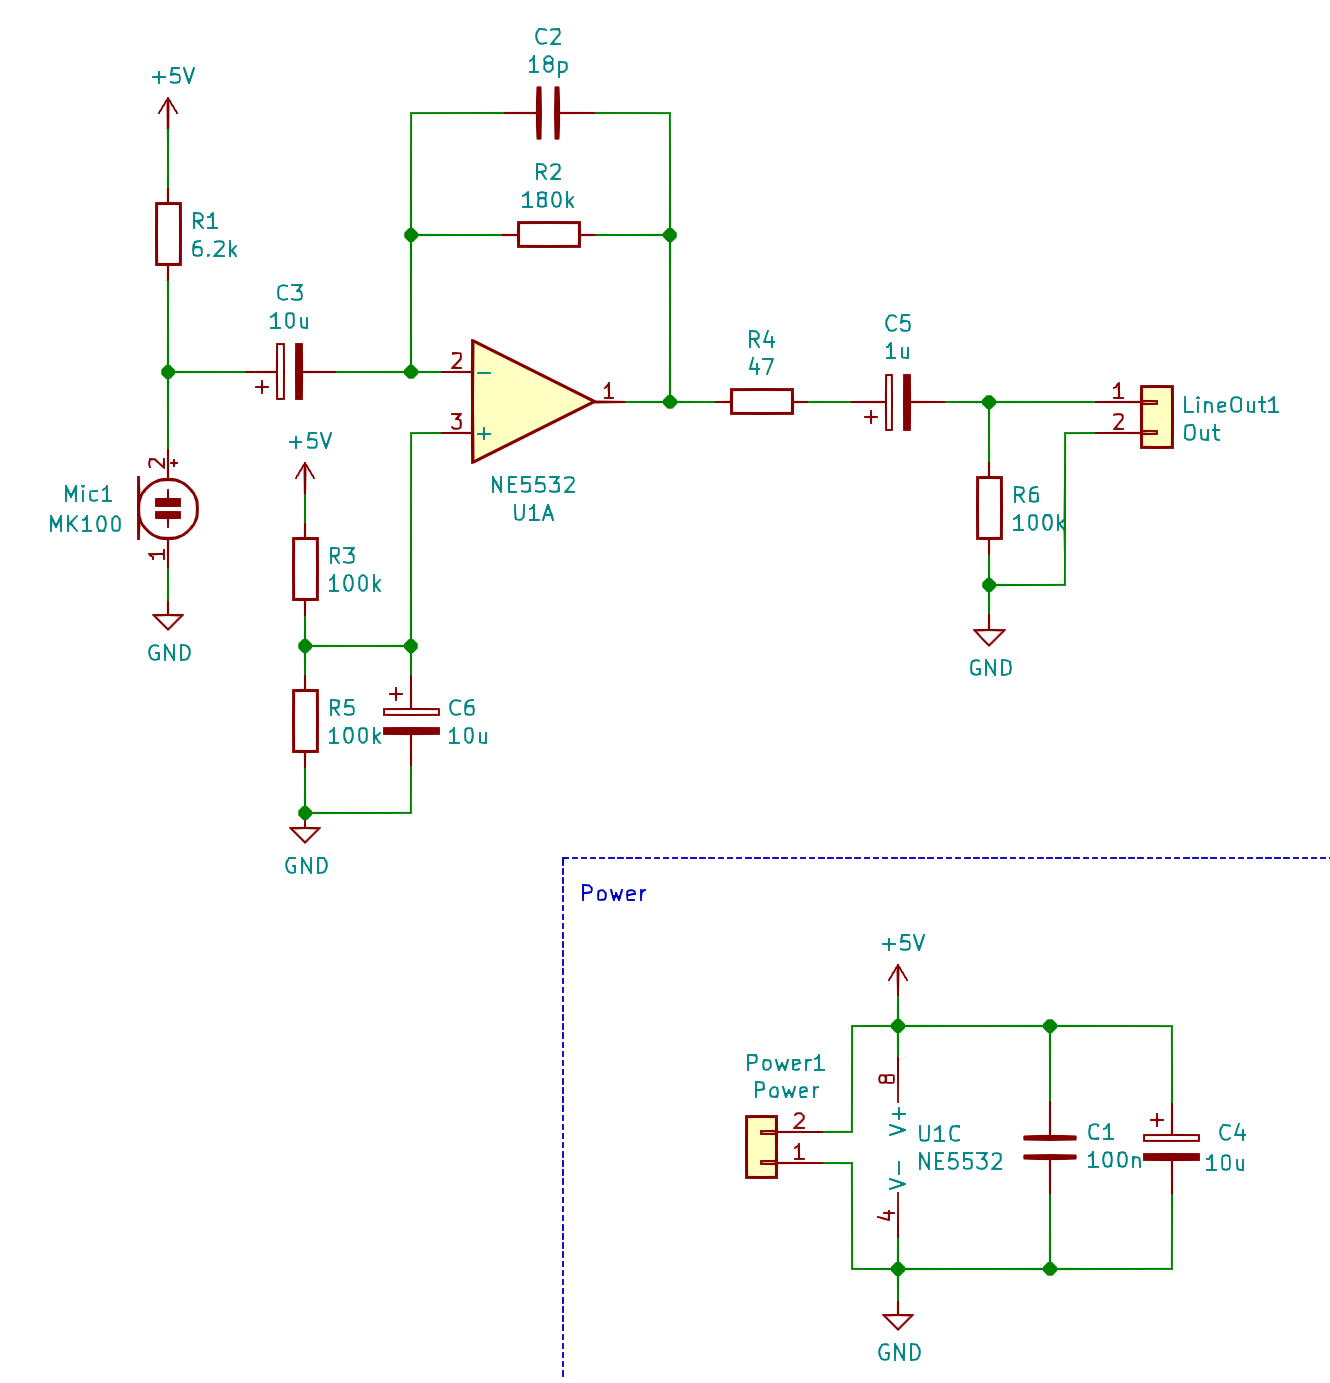 C2
18p
+5V
R2
180k
R1
6.2k
C3
10u
+
2
−
1
3
+
NE5532
U1A
R4
47
C5
1u
+
1
2
LineOut1
Out
+5V
2
+
Mic1
MK100
1
GND
R3
100k
R6
100k
GND
R5
100k
+
C6
10u
GND
Power
+5V
Power1
Power
2
1
8
V+
V-
4
U1C
NE5532
C1
100n
+
C4
10u
GND